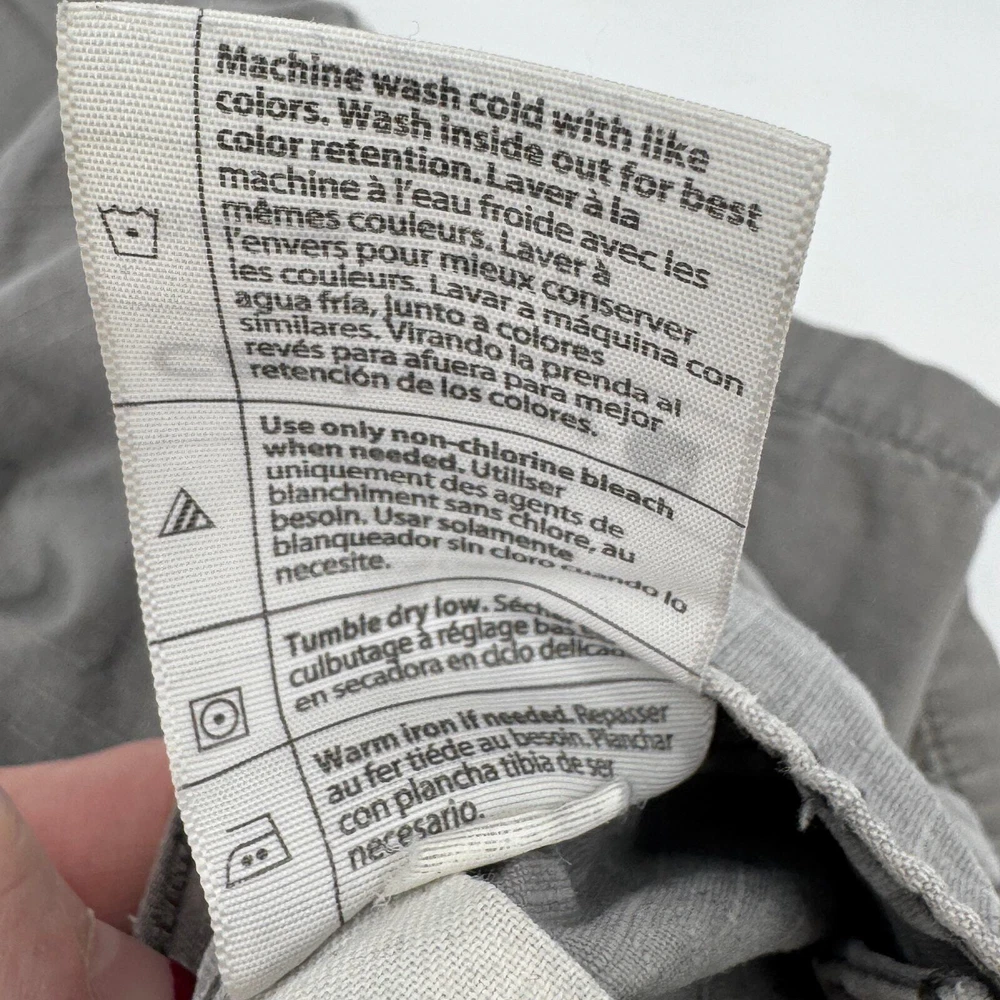 Machine wash cold with like
colors. Wash inside out for best
color retention. Laver à la
machine à l'eau froide avec les
mêmes couleurs. Laver à
l'envers pour mieux conserver
les couleurs. Lavar a máquina con
agua fría, junto a colores
similares. Virando la prenda al
revés para afuera para mejor
retención de los colores.
Use only non-chlorine bleach
when needed. Utiliser
uniquement des agents de
blanchiment sans chlore, au
besoin. Usar solamente
blanqueador sin cloro cuando lo
necesite.
Tumble dry low.
culbutage à réglage bas
en secadora en ciclo
Warm iron if needed. Repasser
au fer tiéde au besoin. Planchar
con plancha tibia de ser
necesario.